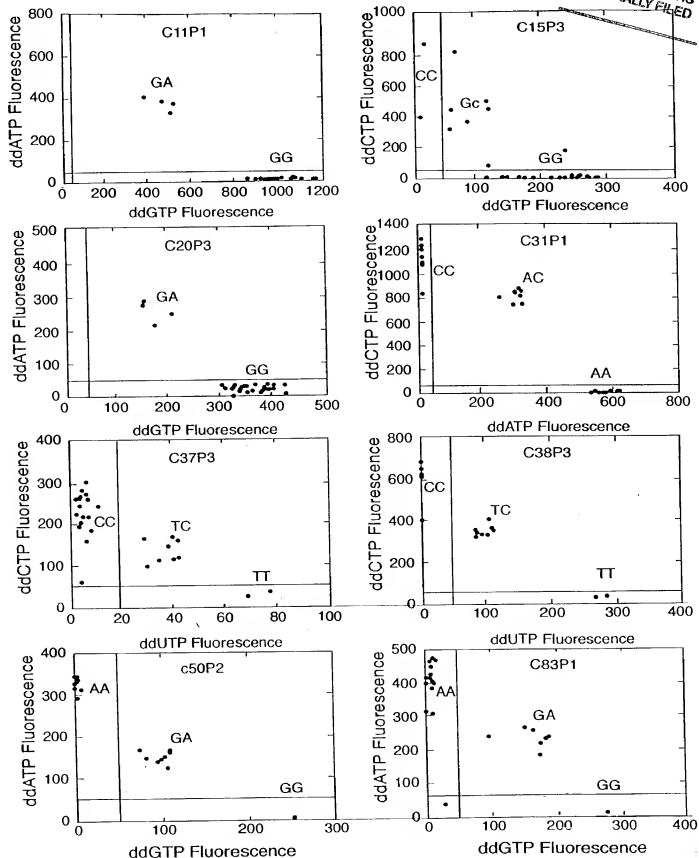 ALLY FILED
C11P1
800
600
400
200
0
GA
GG
0 200 400 600 800 1000 1200
ddATP Fluorescence
ddGTP Fluorescence
C15P3
1000
800
600
400
200
0
CC
Gc
GG
0 100 200 300 400
ddCTP Fluorescence
ddGTP Fluorescence
C20P3
500
400
300
200
100
0
GA
GG
0 100 200 300 400 500
ddATP Fluorescence
ddGTP Fluorescence
C31P1
1400
1200
1000
800
600
400
200
0
CC
AC
AA
0 200 400 600 800
ddCTP Fluorescence
ddATP Fluorescence
C37P3
400
300
200
100
0
CC
TC
TT
0 20 40 60 80 100
ddCTP Fluorescence
ddUTP Fluorescence
C38P3
800
600
400
200
0
CC
TC
TT
0 100 200 300 400
ddCTP Fluorescence
ddUTP Fluorescence
c50P2
400
300
200
100
0
AA
GA
GG
0 100 200 300
ddATP Fluorescence
ddGTP Fluorescence
C83P1
500
400
300
200
100
0
AA
GA
GG
0 100 200 300 400
ddATP Fluorescence
ddGTP Fluorescence